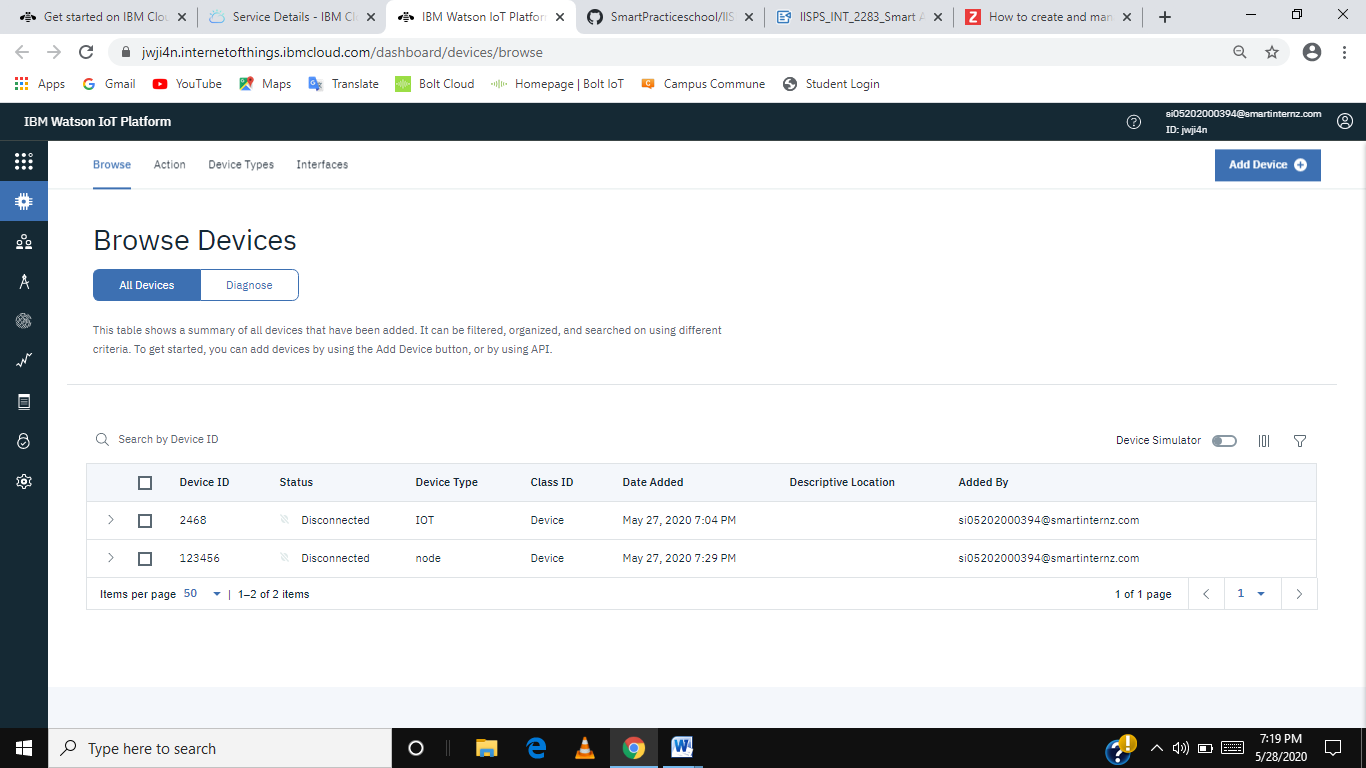 Get started on IBM Clou
Service Details - IBM Cl
IBM Watson IoT Platfor
SmartPracticeschool/IIS
IISPS_INT_2283_Smart A
How to create and man
jwji4n.internetofthings.ibmcloud.com/dashboard/devices/browse
Apps Gmail YouTube Maps Translate Bolt Cloud Homepage | Bolt IoT Campus Commune Student Login
IBM Watson IoT Platform
si05202000394@smartinternz.com
ID: jwji4n
Browse Action Device Types Interfaces
Add Device
Browse Devices
All Devices Diagnose
This table shows a summary of all devices that have been added. It can be filtered, organized, and searched on using different
criteria. To get started, you can add devices by using the Add Device button, or by using API.
Search by Device ID
Device Simulator
Device ID Status Device Type Class ID Date Added Descriptive Location Added By
2468 Disconnected IOT Device May 27, 2020 7:04 PM si05202000394@smartinternz.com
123456 Disconnected node Device May 27, 2020 7:29 PM si05202000394@smartinternz.com
Items per page 50 | 1–2 of 2 items
1 of 1 page 1
Type here to search
7:19 PM
5/28/2020